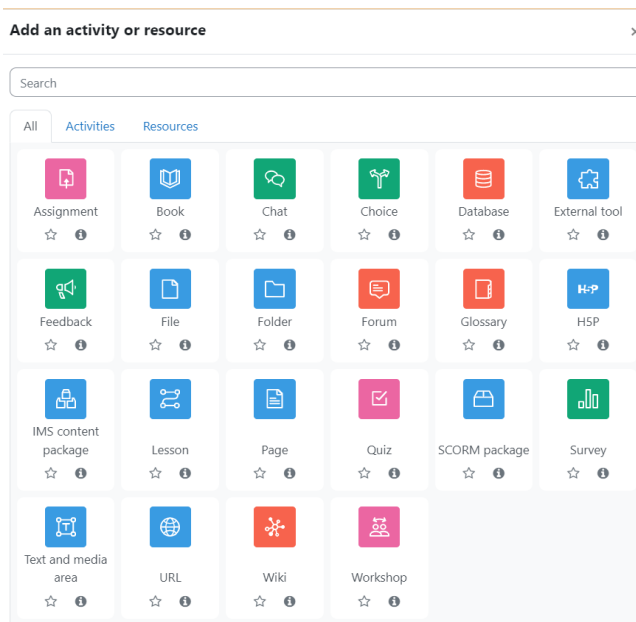 Add an activity or resource
Search
All Activities Resources
Assignment Book Chat Choice Database External tool
Feedback File Folder Forum Glossary H5P
H-P
IMS content
package Lesson Page Quiz SCORM package Survey
Text and media
area URL Wiki Workshop